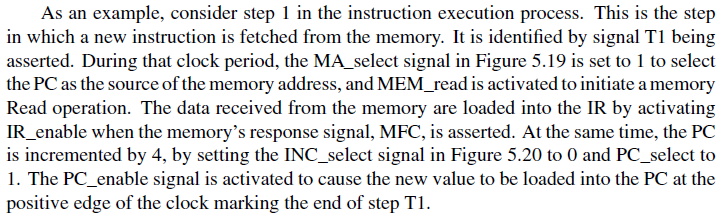 As an example, consider step 1 in the instruction execution process. This is the step
in which a new instruction is fetched from the memory. It is identified by signal T1 being
asserted. During that clock period, the MA_select signal in Figure 5.19 is set to 1 to select
the PC as the source of the memory address, and MEM_read is activated to initiate a memory
Read operation. The data received from the memory are loaded into the IR by activating
IR_enable when the memory's response signal, MFC, is asserted. At the same time, the PC
is incremented by 4, by setting the INC_select signal in Figure 5.20 to 0 and PC_select to
1. The PC_enable signal is activated to cause the new value to be loaded into the PC at the
positive edge of the clock marking the end of step T1.